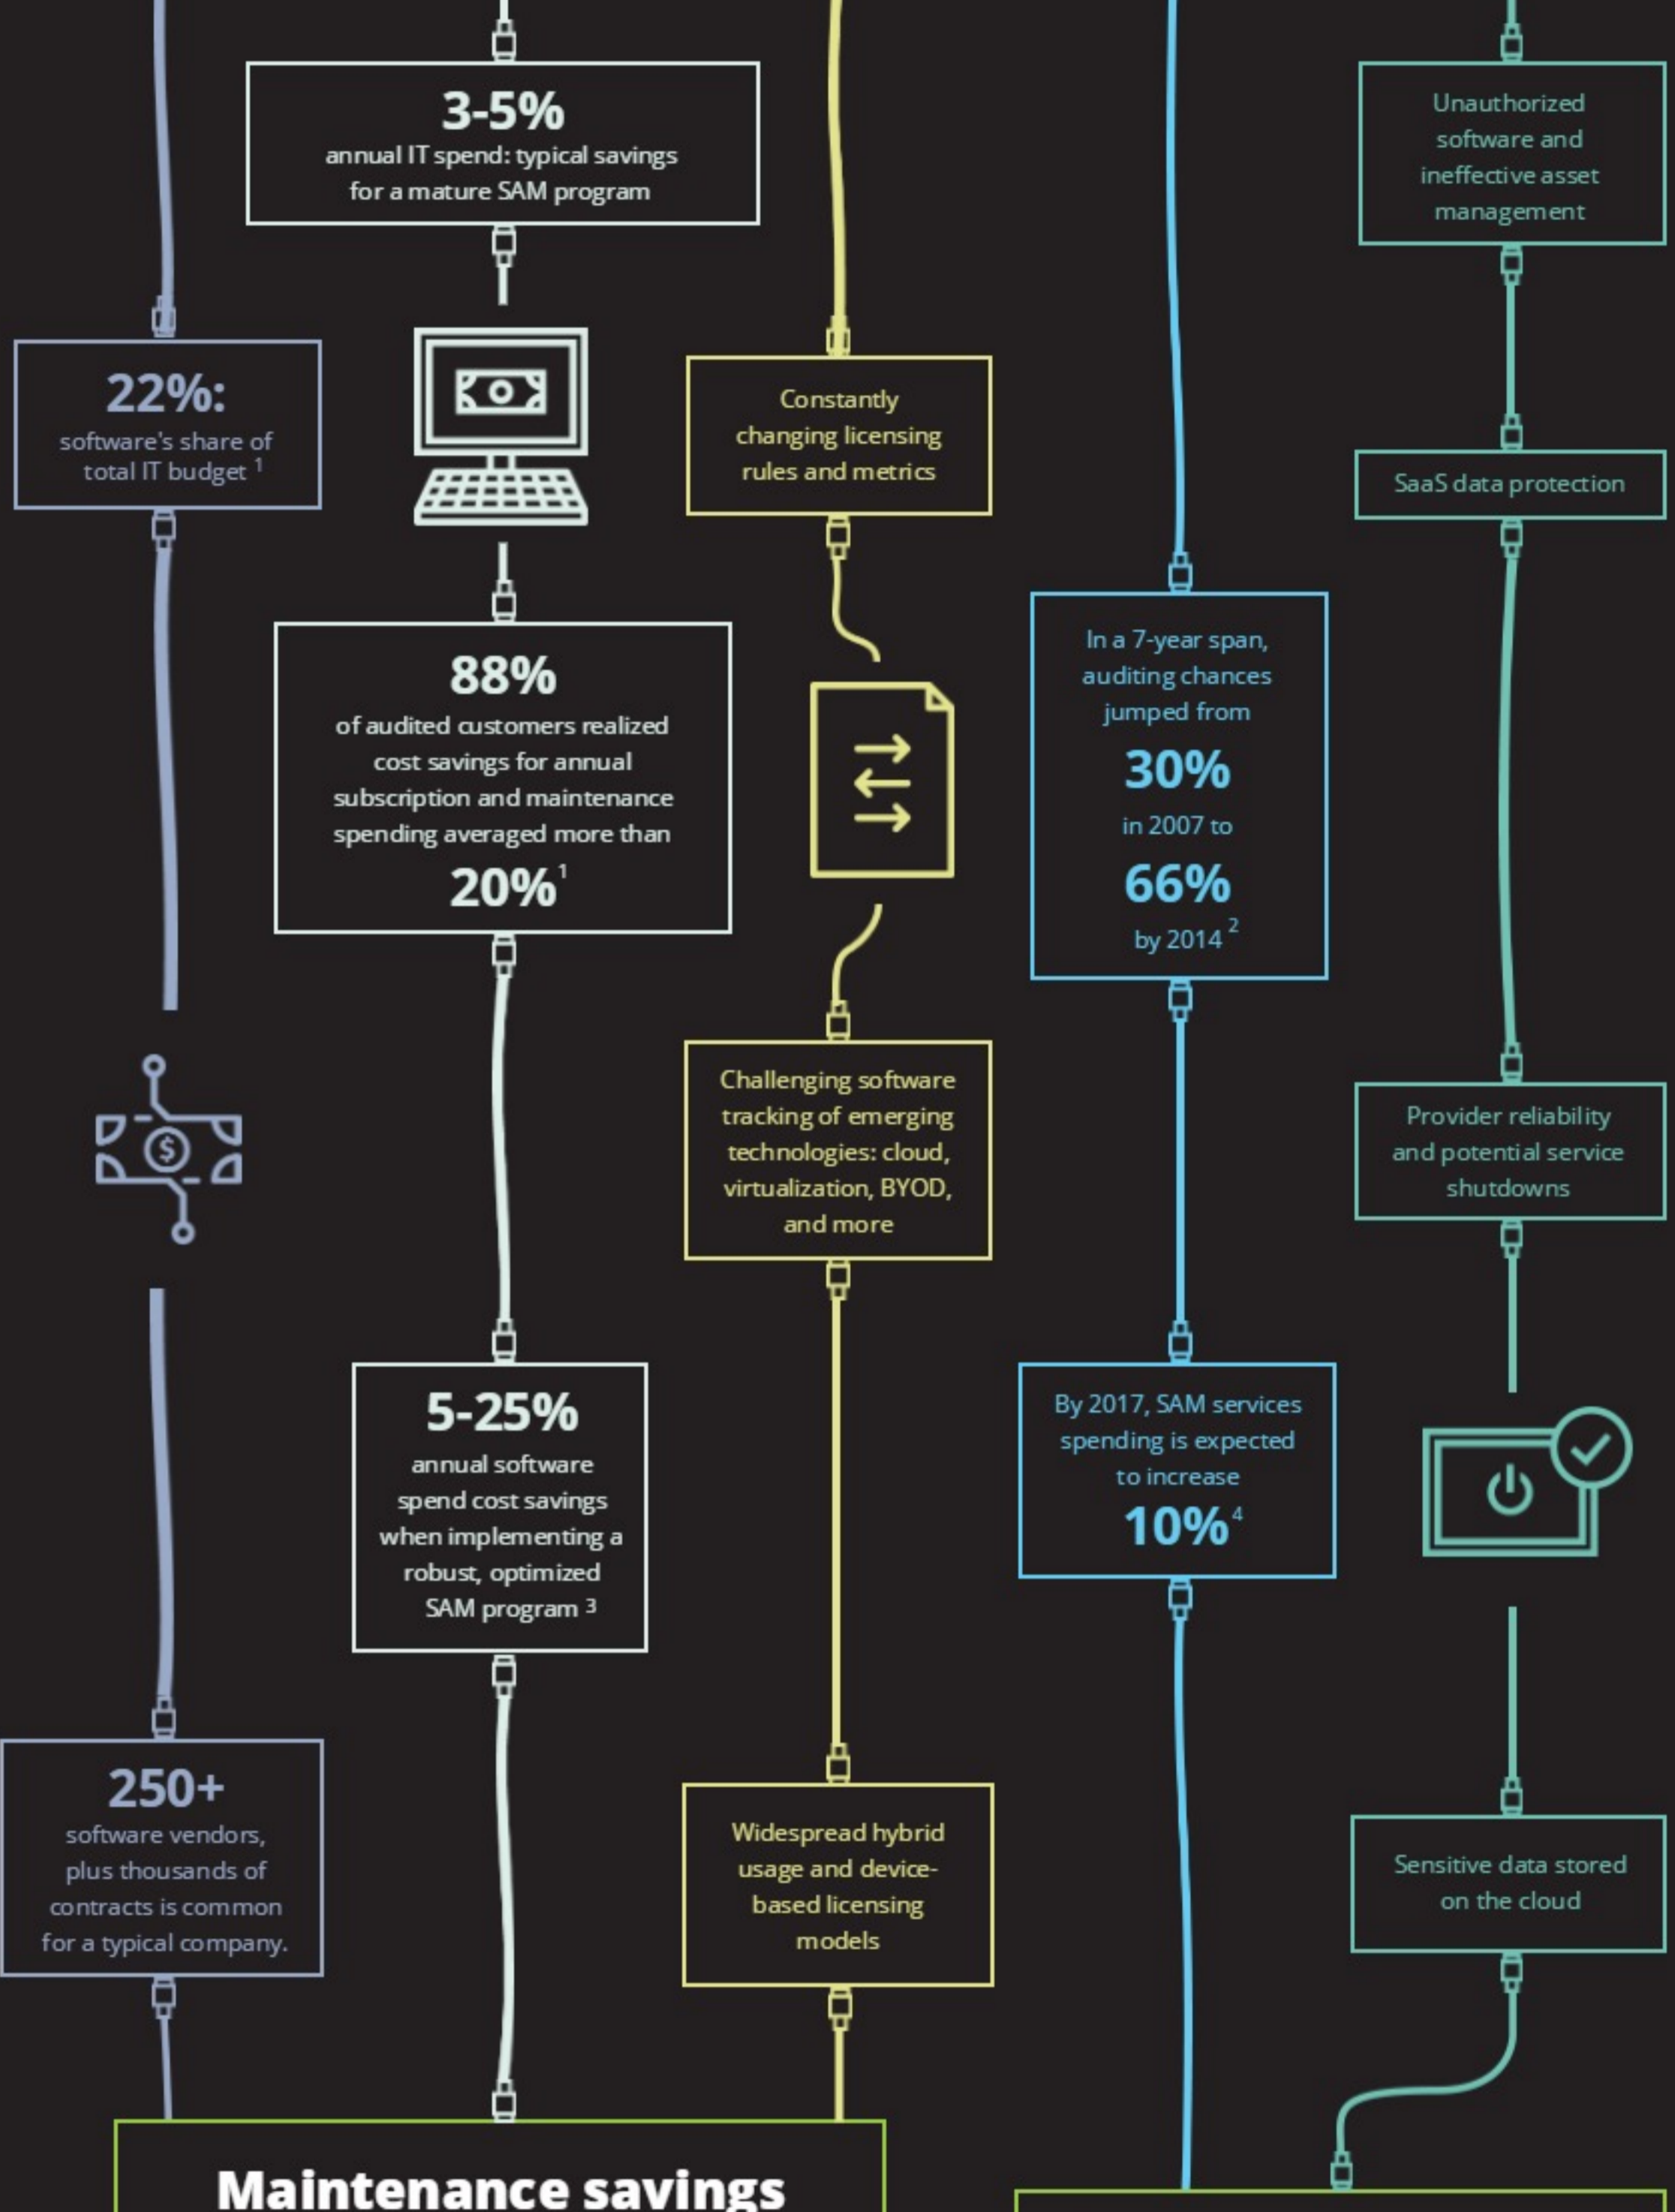 22%:
software's share of
total IT budget 1
250+
software vendors,
plus thousands of
contracts is common
for a typical company.
3-5%
annual IT spend: typical savings
for a mature SAM program
88%
of audited customers realized
cost savings for annual
subscription and maintenance
spending averaged more than
20%1
5-25%
annual software
spend cost savings
when implementing a
robust, optimized
SAM program 3
Constantly
changing licensing
rules and metrics
Challenging software
tracking of emerging
technologies: cloud,
virtualization, BYOD,
and more
Widespread hybrid
usage and device-
based licensing
models
In a 7-year span,
auditing chances
jumped from
30%
in 2007 to
66%
by 2014 2
By 2017, SAM services
spending is expected
to increase
10%4
Unauthorized
software and
ineffective asset
management
SaaS data protection
Provider reliability
and potential service
shutdowns
Sensitive data stored
on the cloud
Maintenance savings